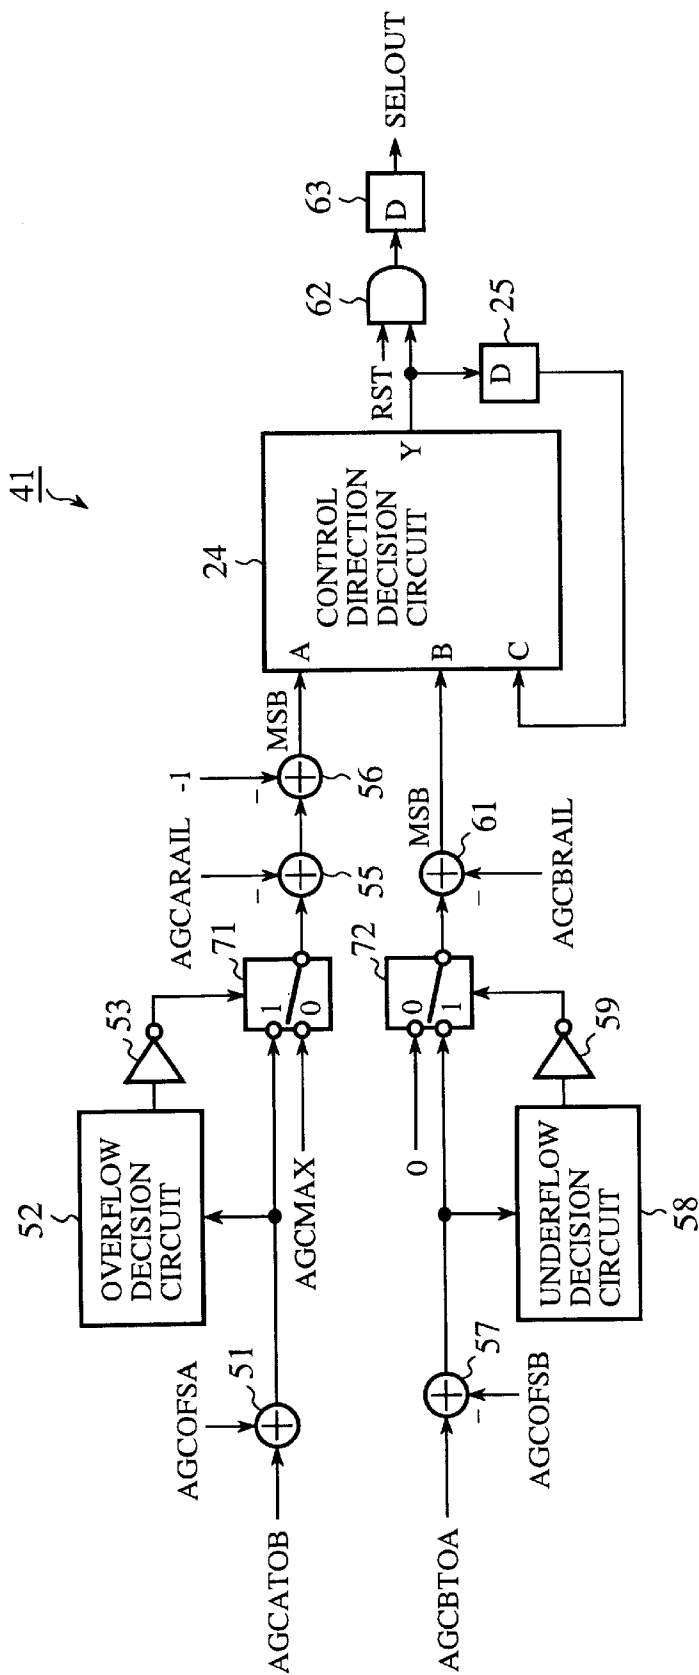 41
AGCATOB
AGCOFSA
51
52
OVERFLOW
DECISION
CIRCUIT
53
AGCMAX
1
0
71
AGCARAIL
−
55
-1
−
56
MSB
AGCBTOA
AGCOFSB
−
57
58
UNDERFLOW
DECISION
CIRCUIT
59
0
0
1
72
AGCBRAIL
−
61
MSB
24
CONTROL
DIRECTION
DECISION
CIRCUIT
A
B
C
Y
RST
62
D
25
63
D
SELOUT